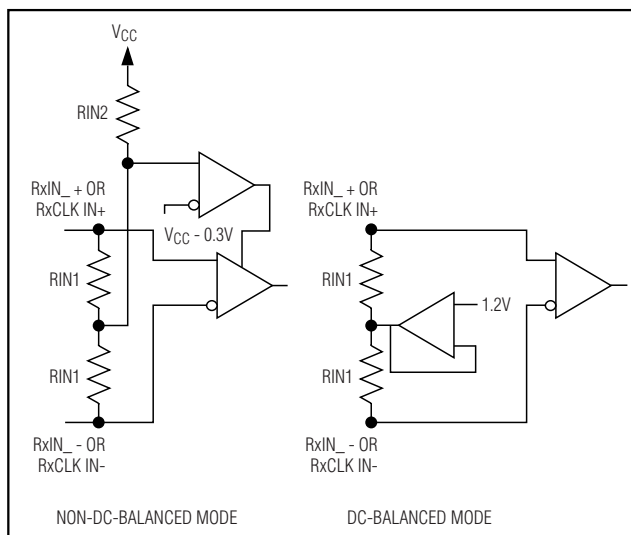 VCC
RIN2
RxIN_ + OR
RxCLK IN+
VCC - 0.3V
RIN1
RIN1
RxIN_ - OR
RxCLK IN-
NON-DC-BALANCED MODE
RxIN_ + OR
RxCLK IN+
RIN1
1.2V
RIN1
RxIN_ - OR
RxCLK IN-
DC-BALANCED MODE